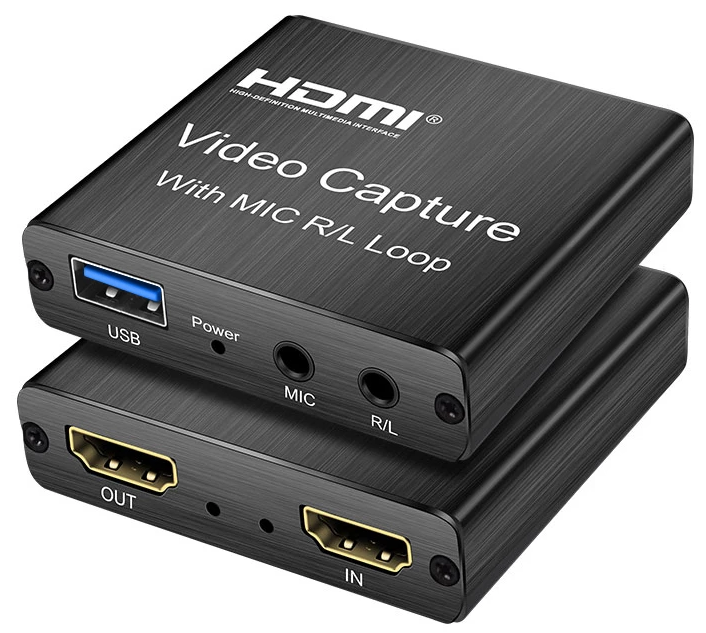 HDMI®
HIGH-DEFINITION MULTIMEDIA INTERFACE
Video Capture
With MIC R/L Loop
USB
Power
MIC
R/L
OUT
IN